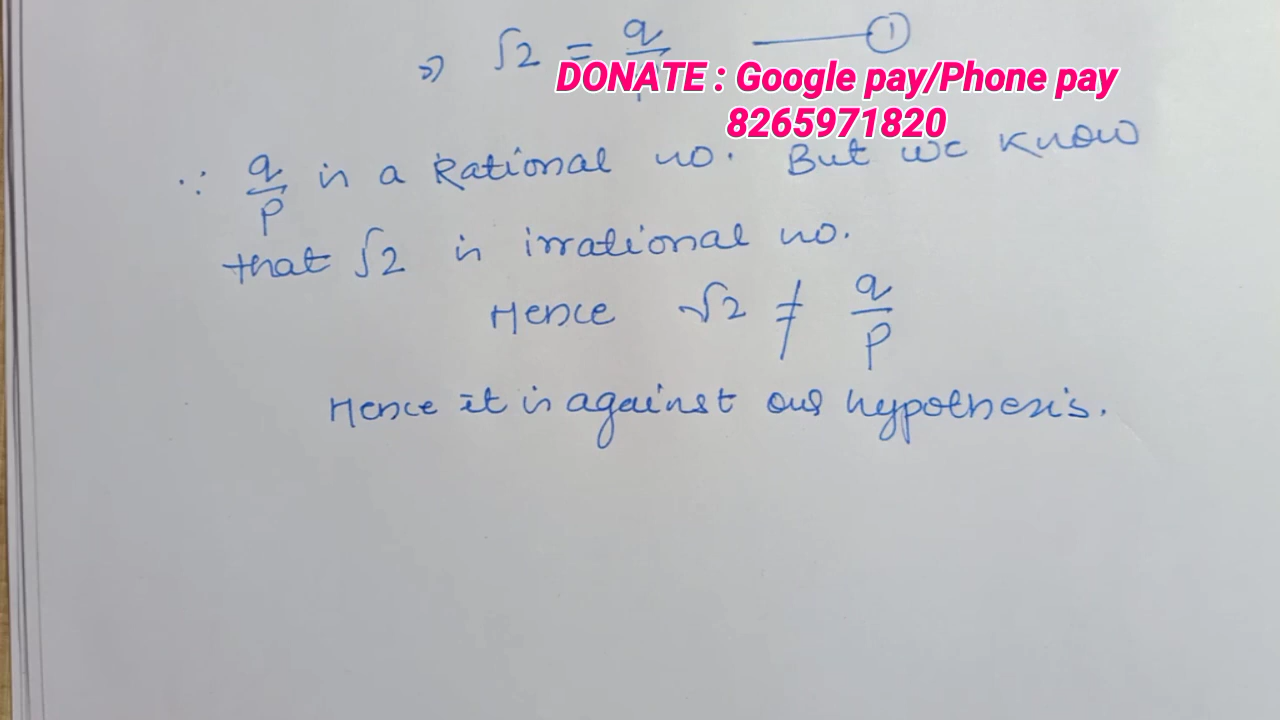 ⇒ √2 = q ——— ①
DONATE : Google pay/Phone pay
8265971820
∵ q/p is a Rational no. But we know
that √2 is irrational no.
Hence √2 ≠ q/p
Hence it is against our hypothesis.